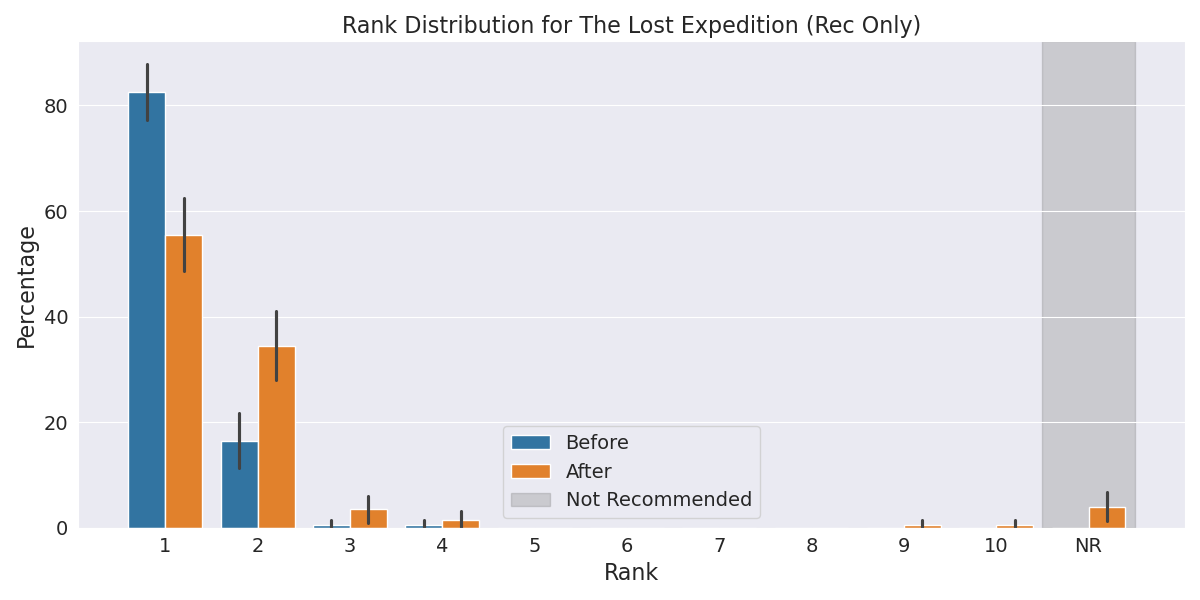 Rank Distribution for The Lost Expedition (Rec Only)
Percentage
80
60
40
20
0
Before
After
Not Recommended
1 2 3 4 5 6 7 8 9 10 NR
Rank